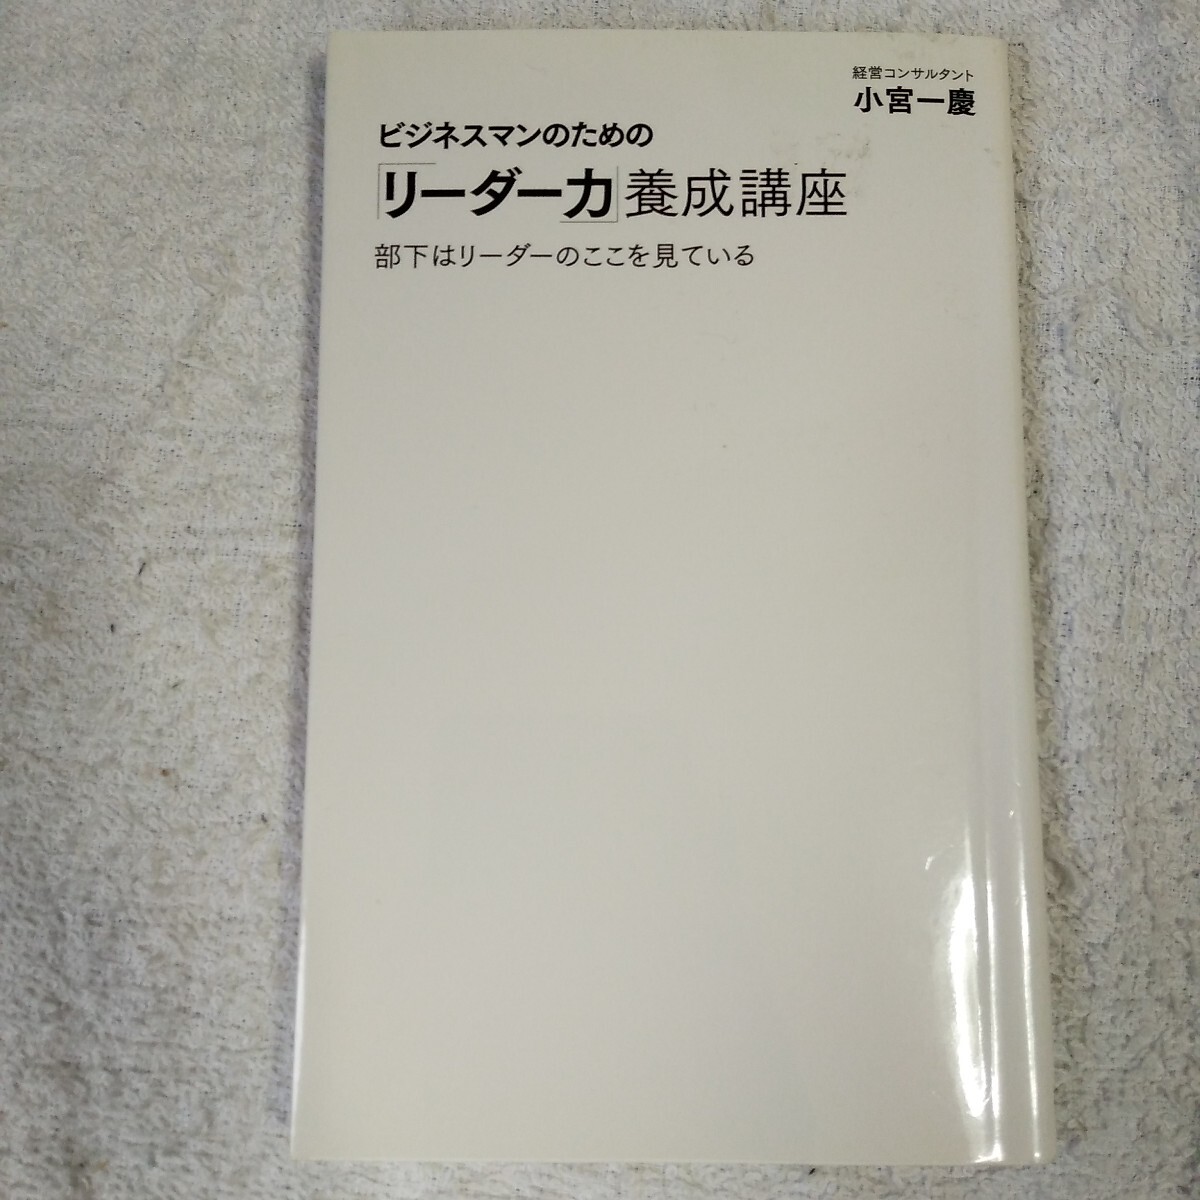 経営コンサルタント
小宮一慶
ビジネスマンのための
「リーダー力」養成講座
部下はリーダーのここを見ている